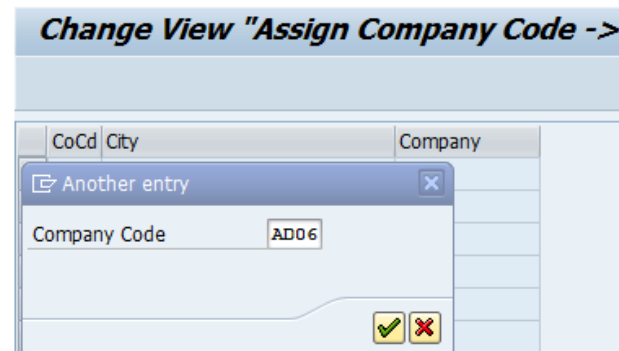 Change View "Assign Company Code ->
CoCd City Company
Another entry
Company Code AD06